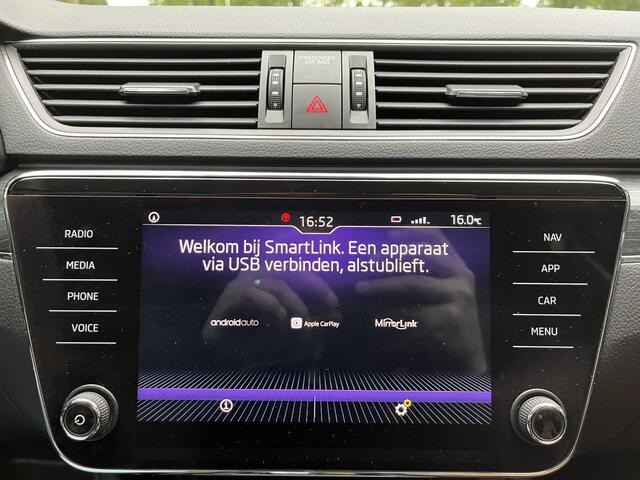 PASSENGER
AIR BAG
RADIO
MEDIA
PHONE
VOICE
16:52
16.0°C
Welkom bij SmartLink. Een apparaat
via USB verbinden, alstublieft.
androidauto
Apple CarPlay
MirrorLink
NAV
APP
CAR
MENU